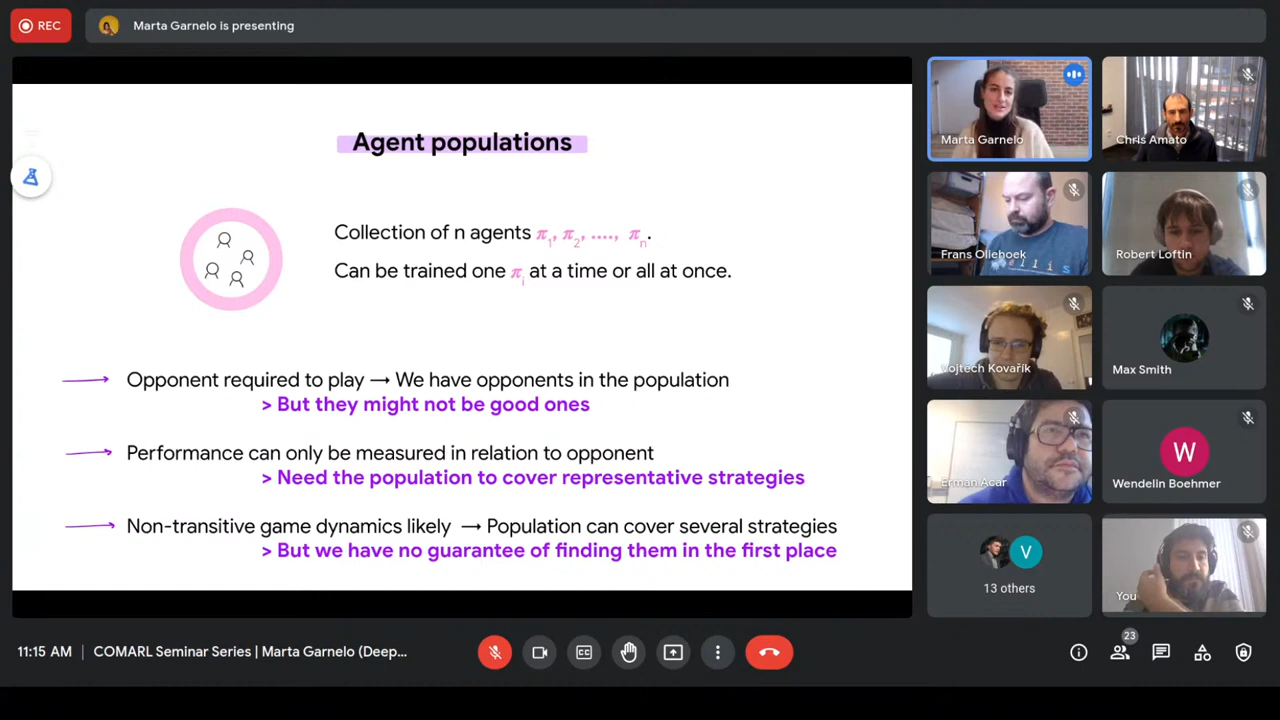 REC
Marta Garnelo is presenting
Agent populations
Collection of n agents π1, π2, ...., πn.
Can be trained one πi at a time or all at once.
Opponent required to play → We have opponents in the population
> But they might not be good ones
Performance can only be measured in relation to opponent
> Need the population to cover representative strategies
Non-transitive game dynamics likely → Population can cover several strategies
> But we have no guarantee of finding them in the first place
Marta Garnelo
Chris Amato
Frans Oliehoek
ellis
Robert Loftin
Vojtech Kovařík
Max Smith
Erman Acar
W
Wendelin Boehmer
V
13 others
You
11:15 AM | COMARL Seminar Series | Marta Garnelo (Deep...
CC
23